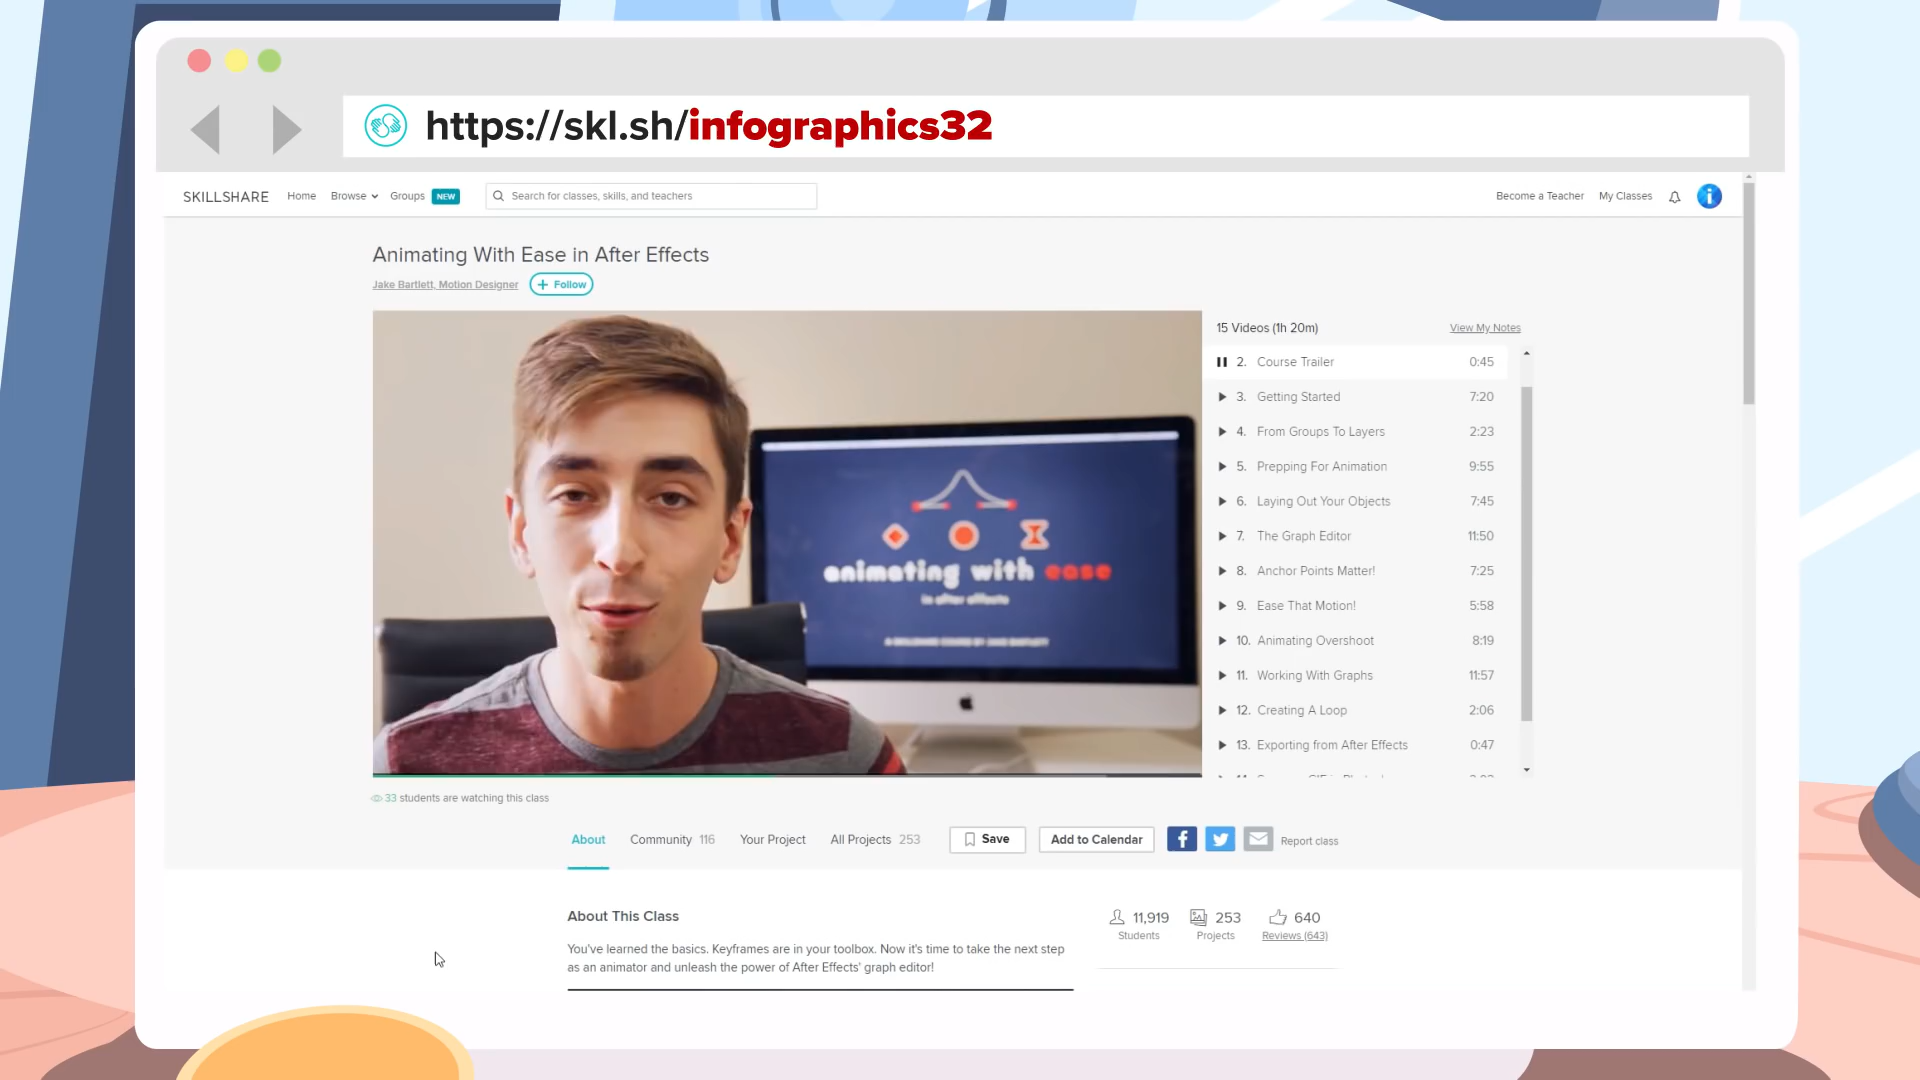 https://skl.sh/infographics32
SKILLSHARE Home Browse Groups NEW Search for classes, skills, and teachers Become a Teacher My Classes
Animating With Ease in After Effects
Jake Bartlett, Motion Designer + Follow
15 Videos (1h 20m) View My Notes
2. Course Trailer 0:45
3. Getting Started 7:20
4. From Groups To Layers 2:23
5. Prepping For Animation 9:55
6. Laying Out Your Objects 7:45
7. The Graph Editor 11:50
8. Anchor Points Matter! 7:25
9. Ease That Motion! 5:58
10. Animating Overshoot 8:19
11. Working With Graphs 11:57
12. Creating A Loop 2:06
13. Exporting from After Effects 0:47
animating with ease
in after effects
A SKILLSHARE COURSE BY JAKE BARTLETT
33 students are watching this class
About Community 116 Your Project All Projects 253 Save Add to Calendar Report class
About This Class
You've learned the basics. Keyframes are in your toolbox. Now it's time to take the next step
as an animator and unleash the power of After Effects' graph editor!
11,919 253 640
Students Projects Reviews (643)